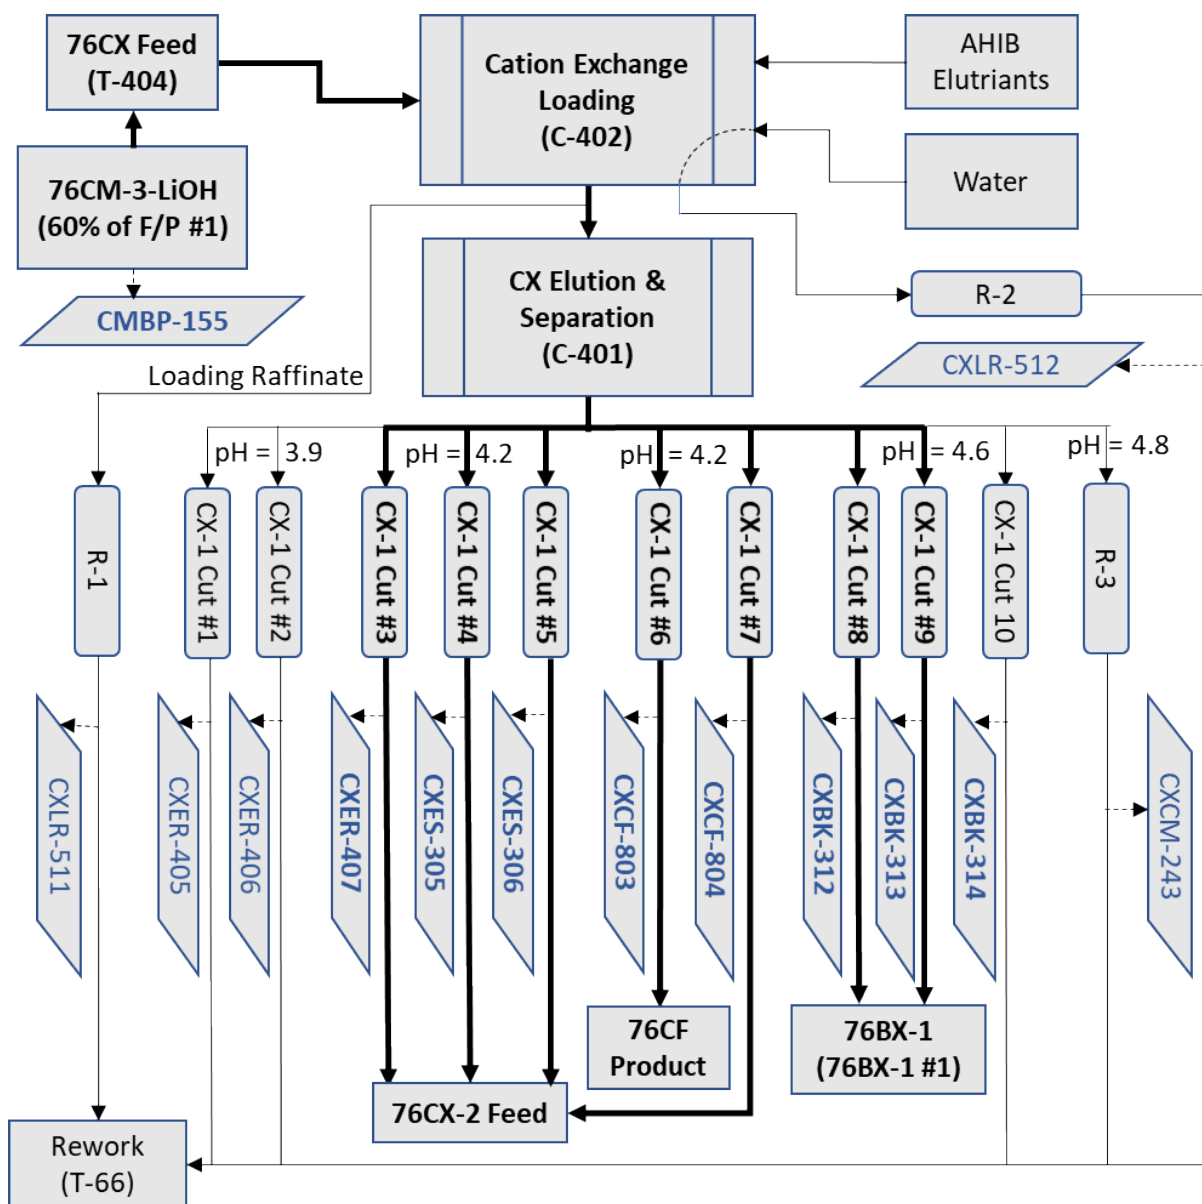 76CX Feed
(T-404)
Cation Exchange
Loading
(C-402)
AHIB
Elutriants
76CM-3-LiOH
(60% of F/P #1)
Water
CMBP-155
CX Elution &
Separation
(C-401)
R-2
CXLR-512
Loading Raffinate
pH = 3.9
pH = 4.2
pH = 4.2
pH = 4.6
pH = 4.8
R-1
CX-1 Cut #1
CX-1 Cut #2
CX-1 Cut #3
CX-1 Cut #4
CX-1 Cut #5
CX-1 Cut #6
CX-1 Cut #7
CX-1 Cut #8
CX-1 Cut #9
CX-1 Cut 10
R-3
CXLR-511
CXER-405
CXER-406
CXER-407
CXES-305
CXES-306
CXCF-803
CXCF-804
CXBK-312
CXBK-313
CXBK-314
CXCM-243
76CF
Product
76BX-1
(76BX-1 #1)
76CX-2 Feed
Rework
(T-66)